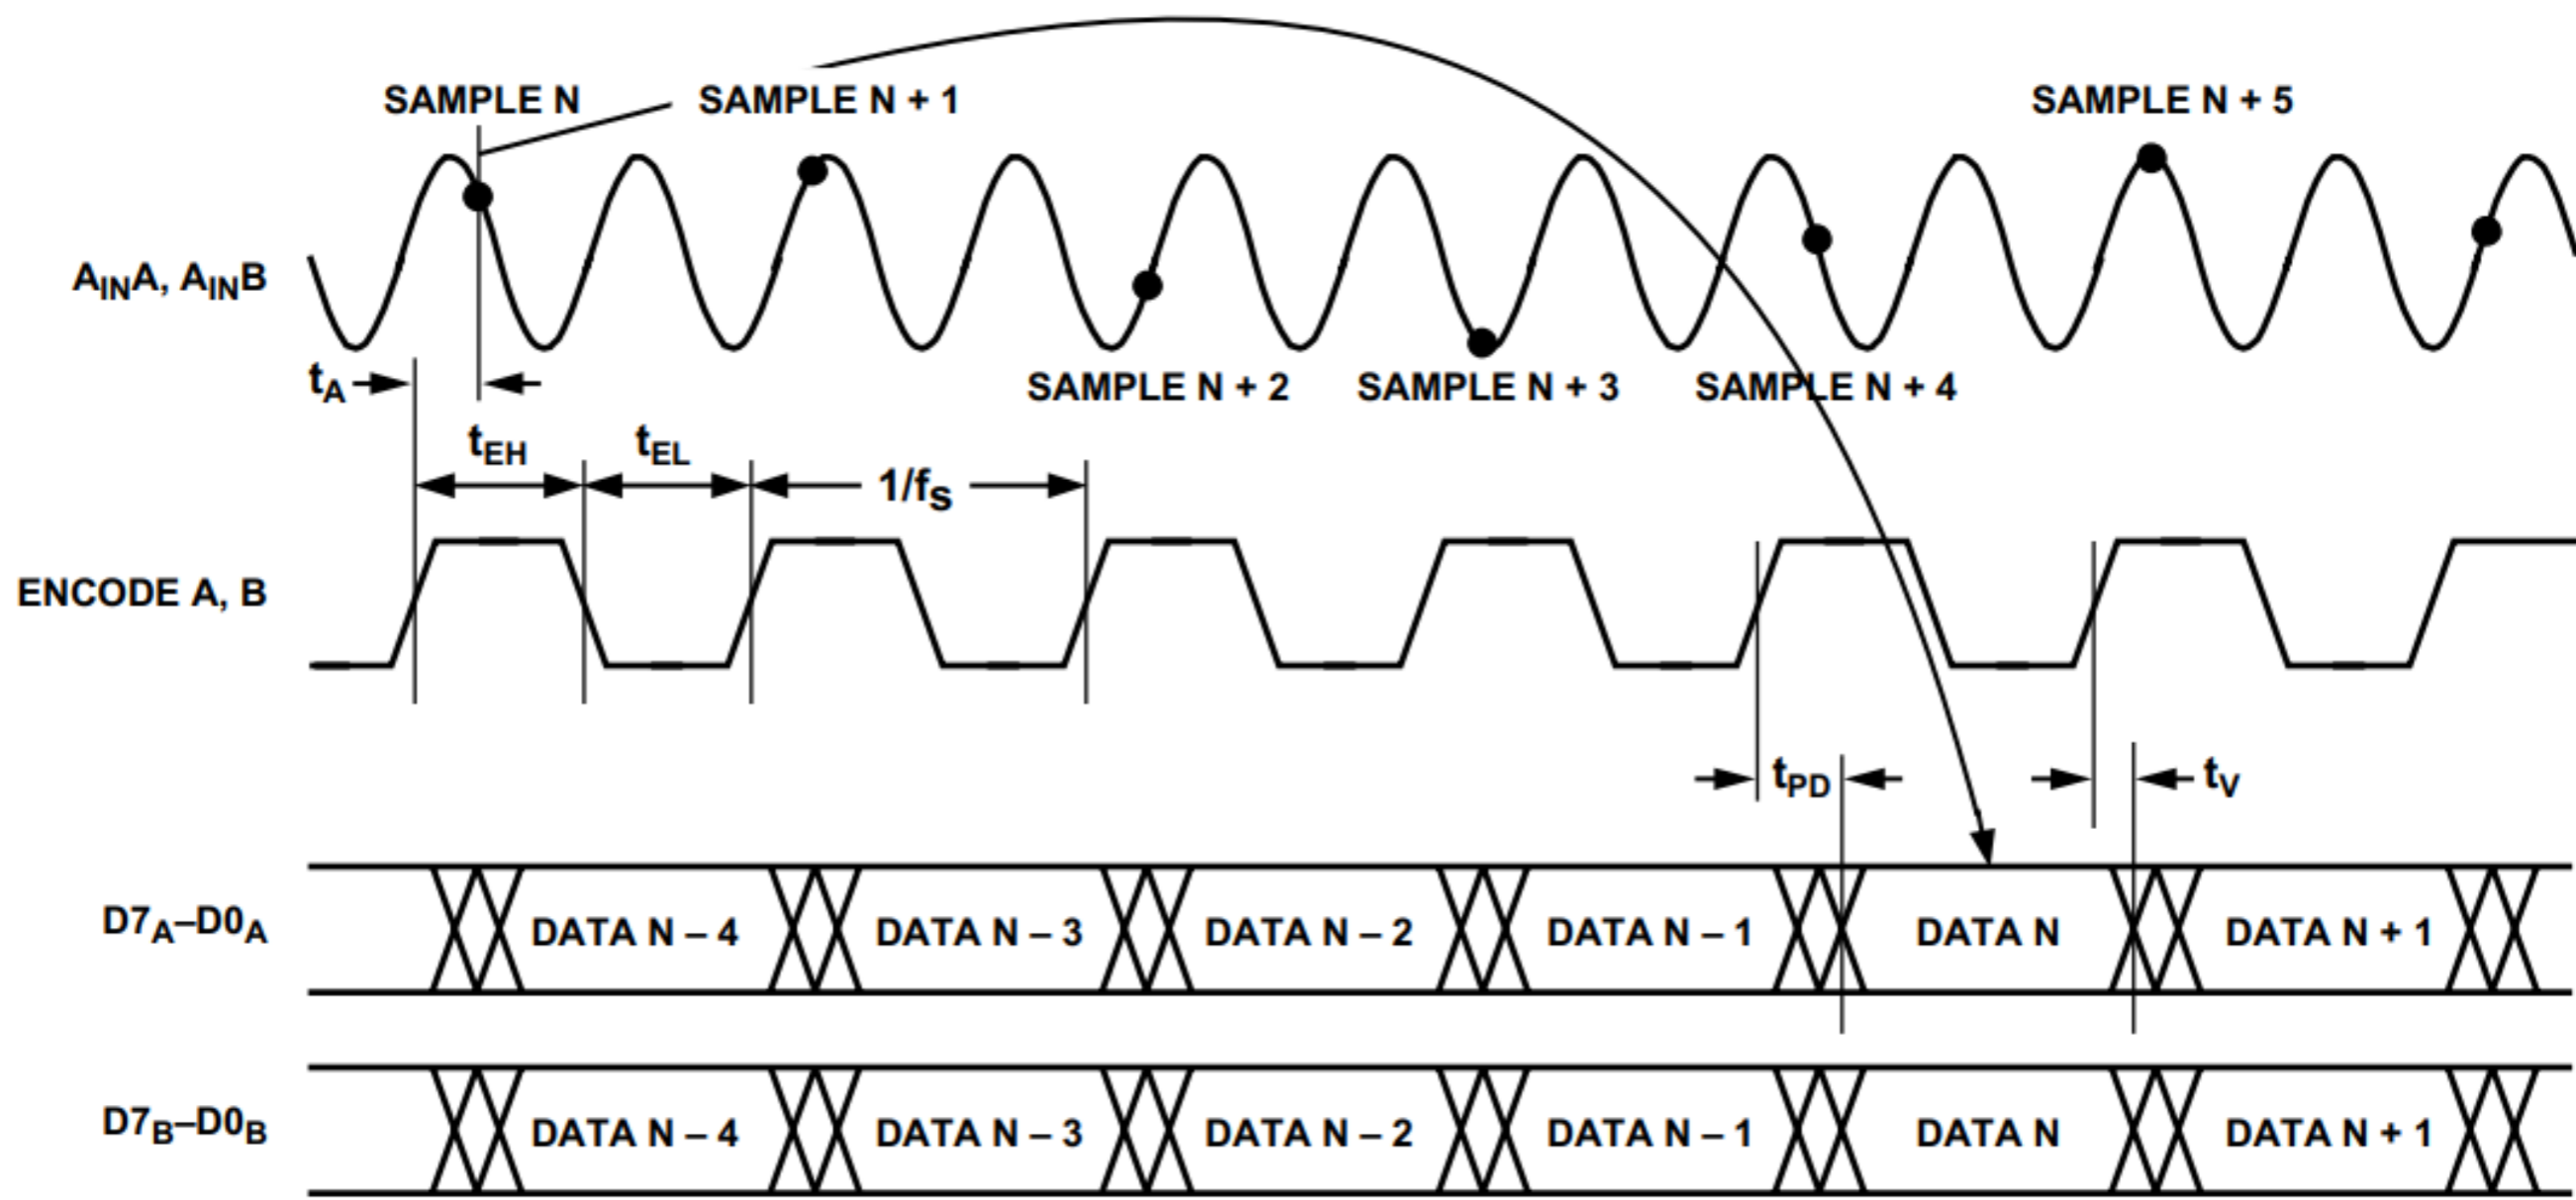 SAMPLE N
SAMPLE N + 1
SAMPLE N + 5
AINA, AINB
tA
SAMPLE N + 2
SAMPLE N + 3
SAMPLE N + 4
tEH
tEL
1/fS
ENCODE A, B
tPD
tV
D7A–D0A
DATA N – 4
DATA N – 3
DATA N – 2
DATA N – 1
DATA N
DATA N + 1
D7B–D0B
DATA N – 4
DATA N – 3
DATA N – 2
DATA N – 1
DATA N
DATA N + 1